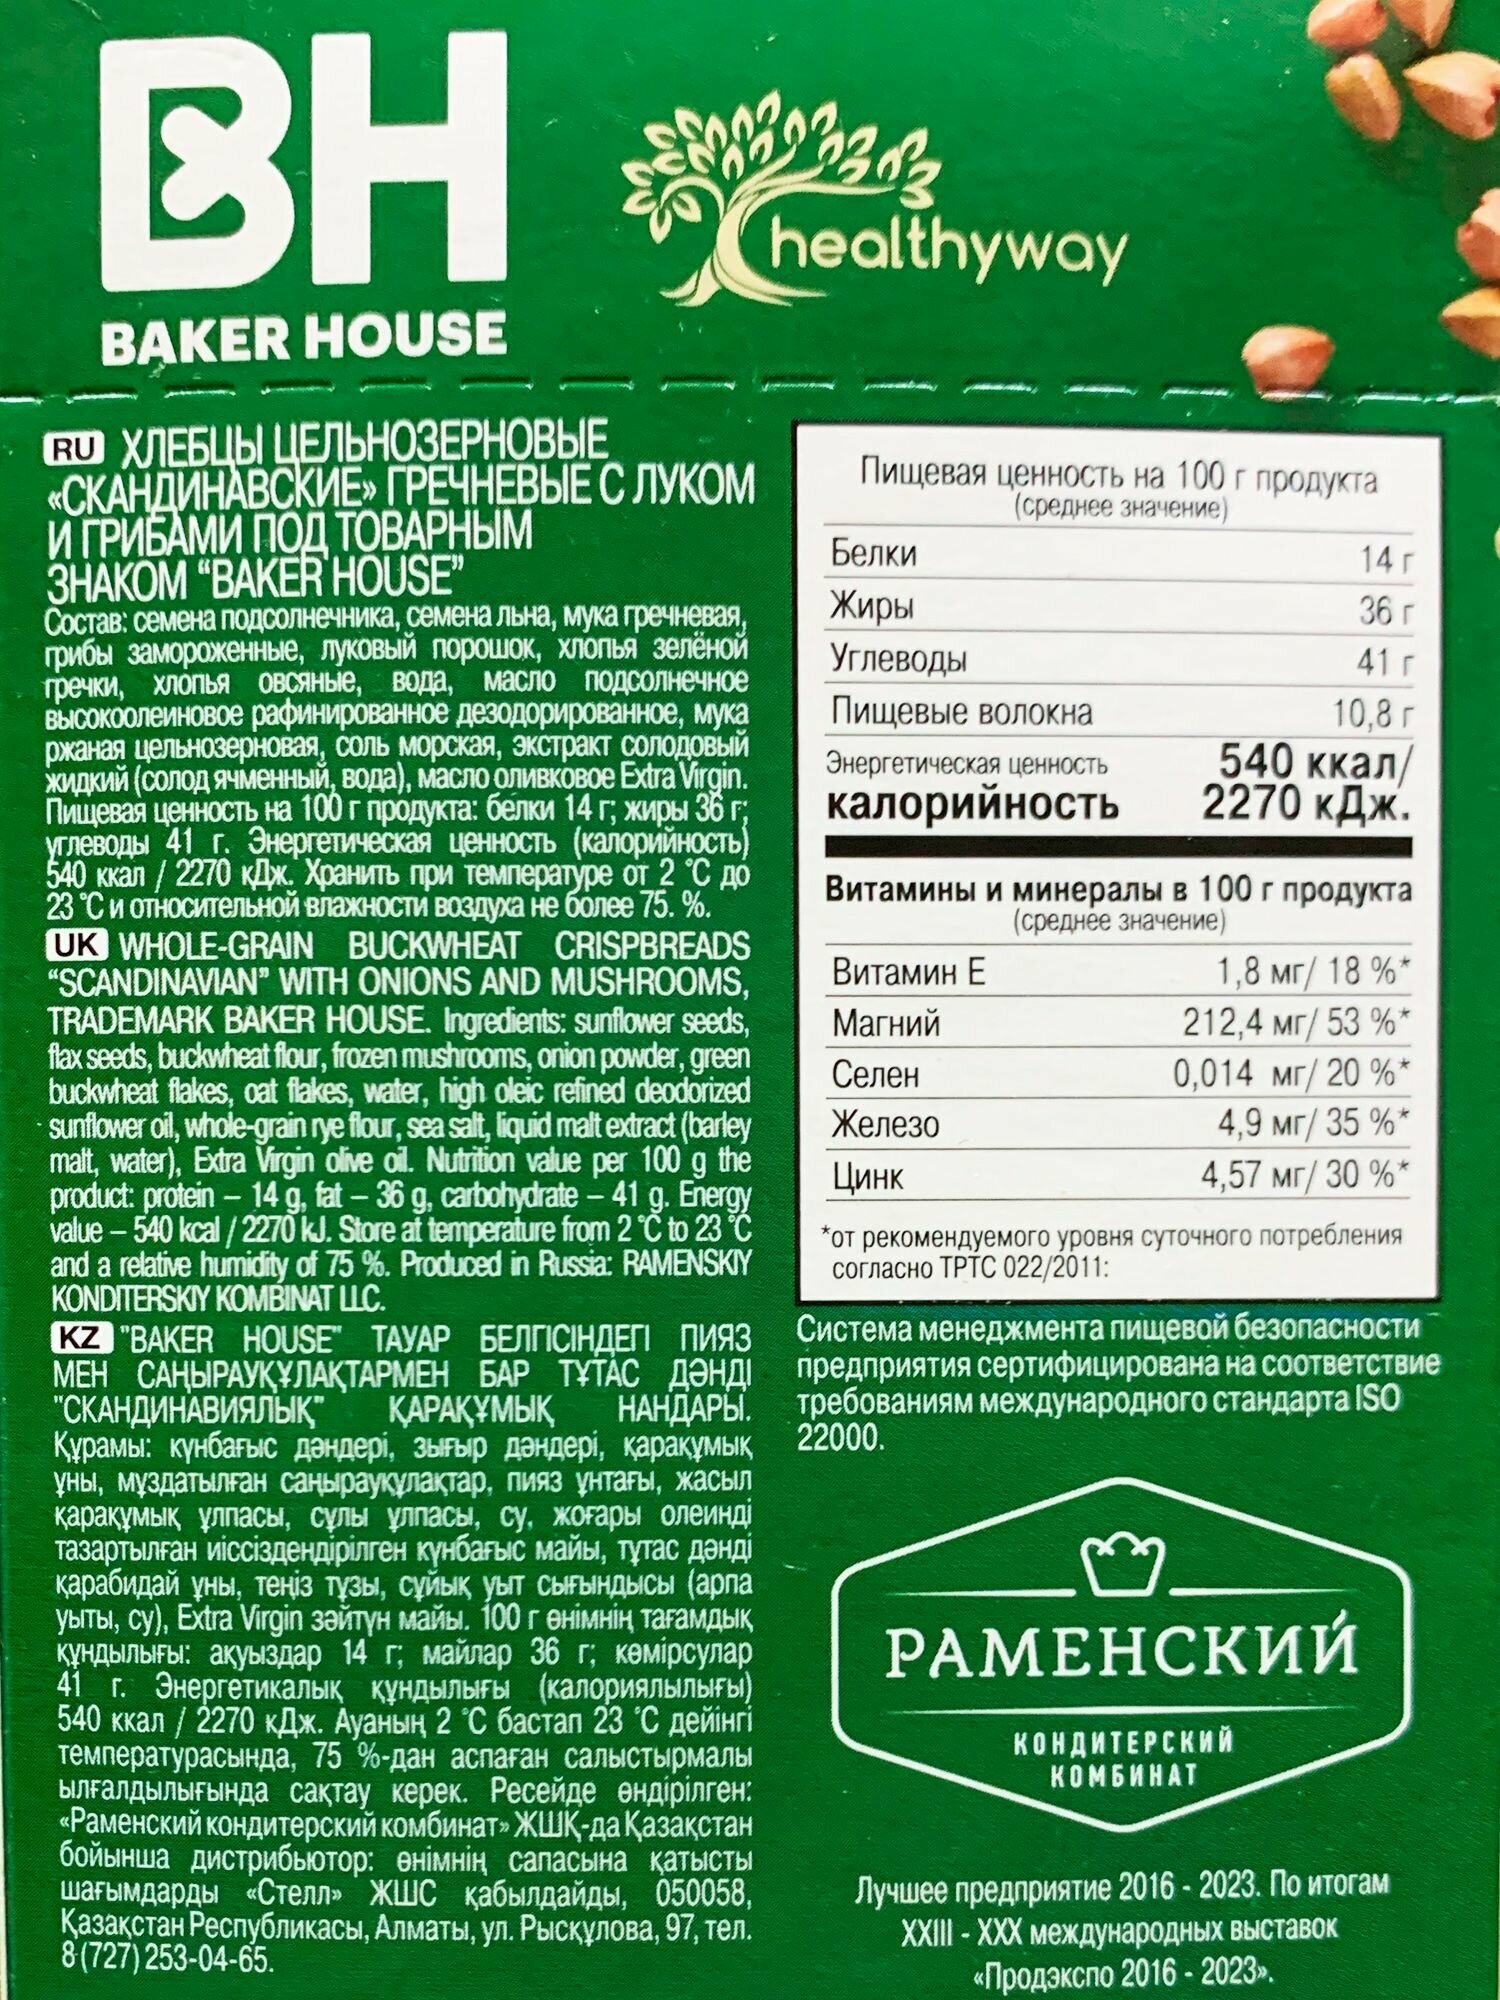 BH
BAKER HOUSE
healthyway
RU ХЛЕБЦЫ ЦЕЛЬНОЗЕРНОВЫЕ
«СКАНДИНАВСКИЕ» ГРЕЧНЕВЫЕ С ЛУКОМ
И ГРИБАМИ ПОД ТОВАРНЫМ
ЗНАКОМ "BAKER HOUSE"
Состав: семена подсолнечника, семена льна, мука гречневая,
грибы замороженные, луковый порошок, хлопья зелёной
гречки, хлопья овсяные, вода, масло подсолнечное
высокоолеиновое рафинированное дезодорированное, мука
ржаная цельнозерновая, соль морская, экстракт солодовый
жидкий (солод ячменный, вода), масло оливковое Extra Virgin.
Пищевая ценность на 100 г продукта: белки 14 г; жиры 36 г;
углеводы 41 г. Энергетическая ценность (калорийность)
540 ккал / 2270 кДж. Хранить при температуре от 2 °С до
23 °С и относительной влажности воздуха не более 75. %.
UK WHOLE-GRAIN BUCKWHEAT CRISPBREADS
"SCANDINAVIAN" WITH ONIONS AND MUSHROOMS,
TRADEMARK BAKER HOUSE. Ingredients: sunflower seeds,
flax seeds, buckwheat flour, frozen mushrooms, onion powder, green
buckwheat flakes, oat flakes, water, high oleic refined deodorized
sunflower oil, whole-grain rye flour, sea salt, liquid malt extract (barley
malt, water), Extra Virgin olive oil. Nutrition value per 100 g the
product: protein – 14 g, fat – 36 g, carbohydrate – 41 g. Energy
value – 540 kcal / 2270 kJ. Store at temperature from 2 °C to 23 °C
and a relative humidity of 75 %. Produced in Russia: RAMENSKIY
KONDITERSKIY KOMBINAT LLC.
KZ "BAKER HOUSE" ТАУАР БЕЛГІСІНДЕГІ ПИЯЗ
МЕН САҢЫРАУҚҰЛАҚТАРМЕН БАР ТҰТАС ДӘНДІ
"СКАНДИНАВИЯЛЫҚ" ҚАРАҚҰМЫҚ НАНДАРЫ.
Құрамы: күнбағыс дәндері, зығыр дәндері, қарақұмық
ұны, мұздатылған саңырауқұлақтар, пияз ұнтағы, жасыл
қарақұмық ұлпасы, сұлы ұлпасы, су, жоғары олеинді
тазартылған иіссіздендірілген күнбағыс майы, тұтас дәнді
қарабидай ұны, теңіз тұзы, сұйық уыт сығындысы (арпа
уыты, су), Extra Virgin зәйтүн майы. 100 г өнімнің тағамдық
құндылығы: ақуыздар 14 г; майлар 36 г; көмірсулар
41 г. Энергетикалық құндылығы (калориялылығы)
540 ккал / 2270 кДж. Ауаның 2 °С бастап 23 °С дейінгі
температурасында, 75 %-дан аспаған салыстырмалы
ылғалдылығында сақтау керек. Ресейде өндірілген:
«Раменский кондитерский комбинат» ЖШҚ-да Қазақстан
бойынша дистрибьютор: өнімнің сапасына қатысты
шағымдарды «Стелл» ЖШС қабылдайды, 050058,
Қазақстан Республикасы, Алматы, ул. Рысқұлова, 97, тел.
8 (727) 253-04-65.
Пищевая ценность на 100 г продукта
(среднее значение)
Белки 14 г
Жиры 36 г
Углеводы 41 г
Пищевые волокна 10,8 г
Энергетическая ценность 540 ккал/
калорийность 2270 кДж.
Витамины и минералы в 100 г продукта
(среднее значение)
Витамин Е 1,8 мг/ 18 %*
Магний 212,4 мг/ 53 %*
Селен 0,014 мг/ 20 %*
Железо 4,9 мг/ 35 %*
Цинк 4,57 мг/ 30 %*
*от рекомендуемого уровня суточного потребления
согласно ТРТС 022/2011:
Система менеджмента пищевой безопасности
предприятия сертифицирована на соответствие
требованиям международного стандарта ISO
22000.
РАМЕНСКИЙ
КОНДИТЕРСКИЙ
КОМБИНАТ
Лучшее предприятие 2016 - 2023. По итогам
XXIII - XXX международных выставок
«Продэкспо 2016 - 2023».